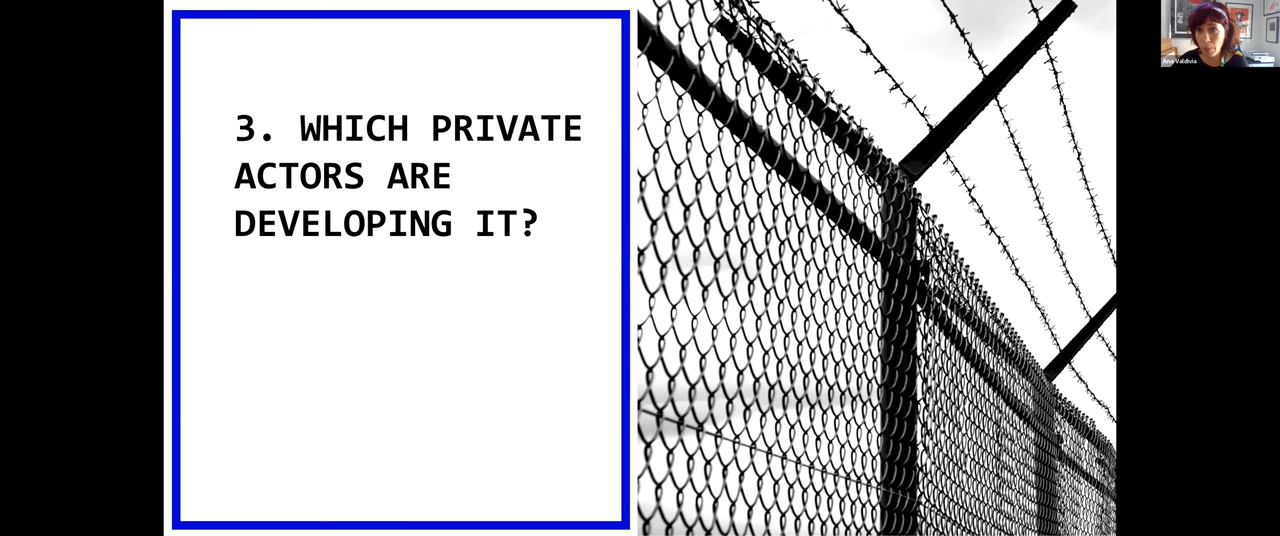 3. WHICH PRIVATE
ACTORS ARE
DEVELOPING IT?
Ana Valdivia